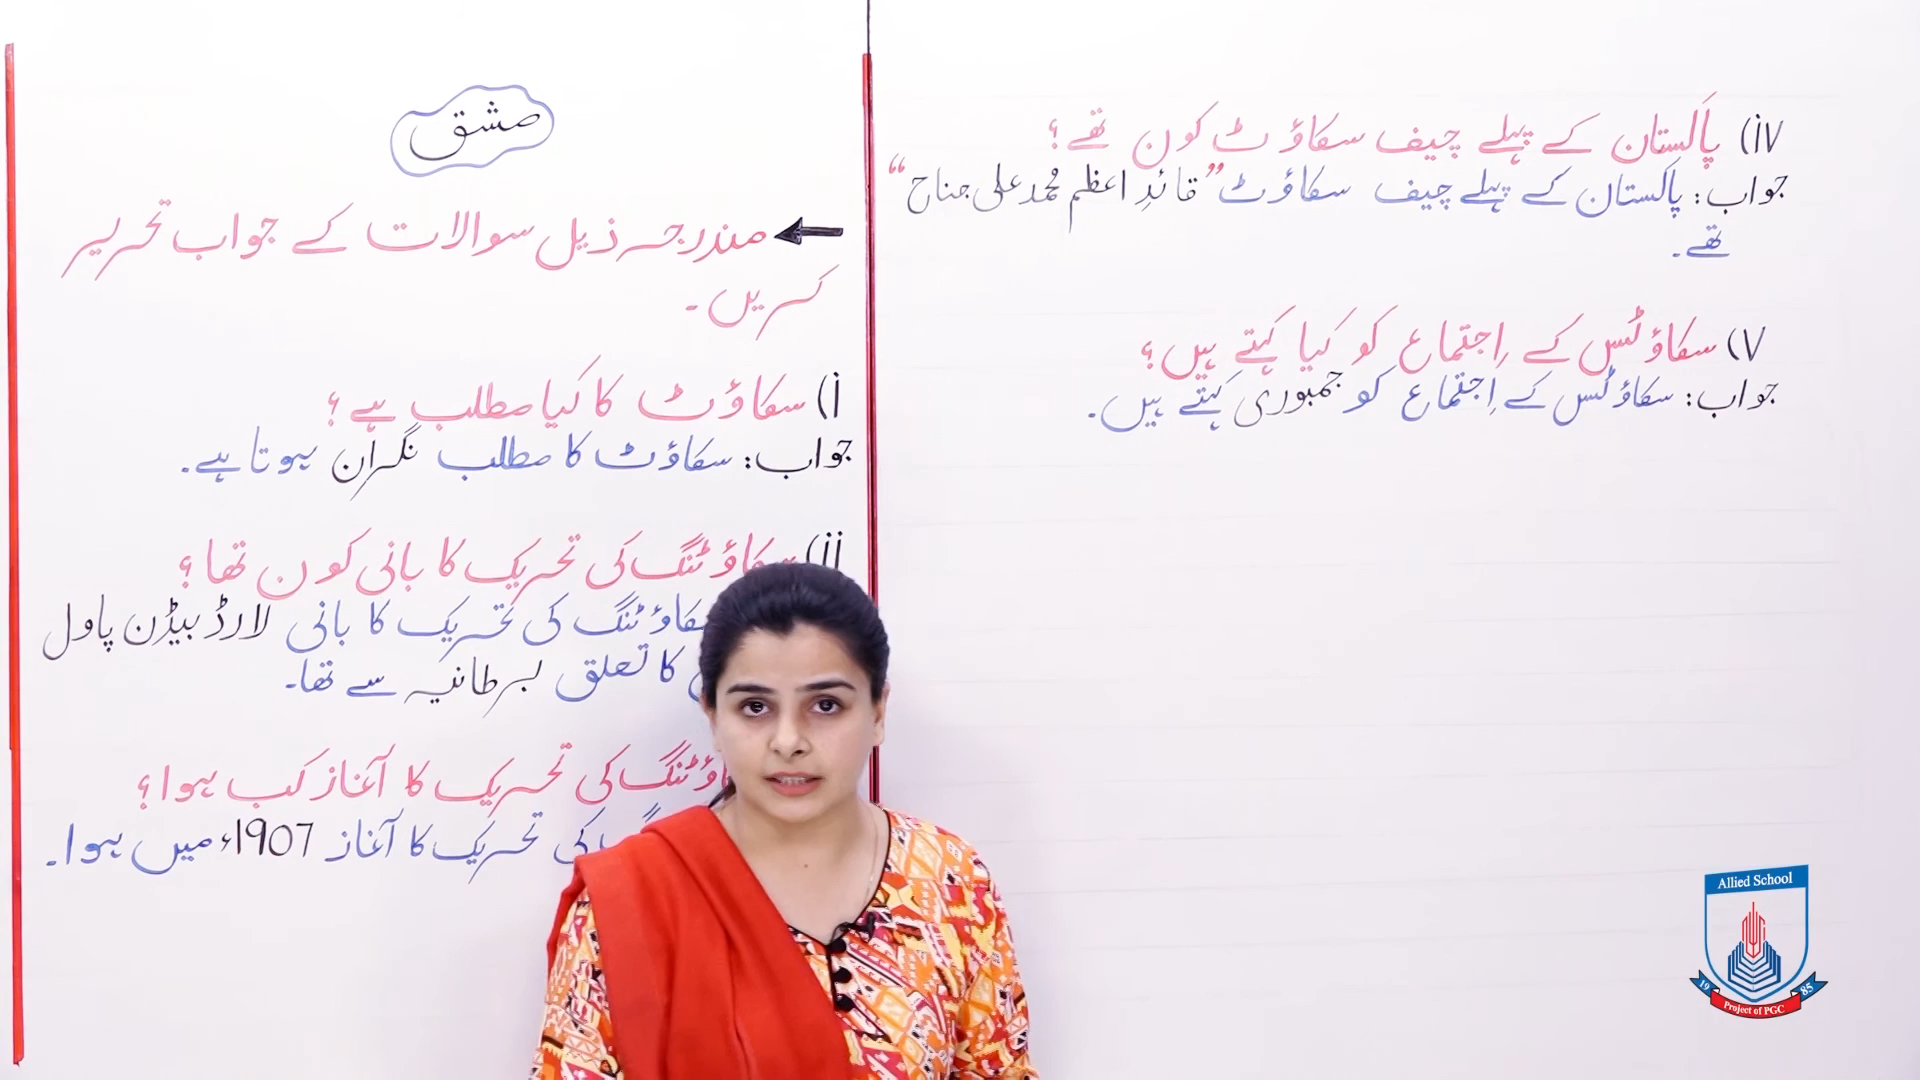 مشق
مندرجہ ذیل سوالات کے جواب تحریر
کریں۔
i) سکاؤٹ کا کیا مطلب ہے؟
جواب: سکاؤٹ کا مطلب نگران ہوتا ہے۔
ii) سکاؤٹنگ کی تحریک کا بانی کون تھا؟
سکاؤٹنگ کی تحریک کا بانی لارڈ بیڈن پاول
کا تعلق برطانیہ سے تھا۔
کی تحریک کا آغاز کب ہوا؟
کی تحریک کا آغاز 1907ء میں ہوا۔
iv) پاکستان کے پہلے چیف سکاؤٹ کون تھے؟
جواب: پاکستان کے پہلے چیف سکاؤٹ ”قائدِ اعظم محمد علی جناح“
تھے۔
v) سکاؤٹس کے اِجتماع کو کیا کہتے ہیں؟
جواب: سکاؤٹس کے اِجتماع کو جمبوری کہتے ہیں۔
Allied School
19 85
Project of PGC